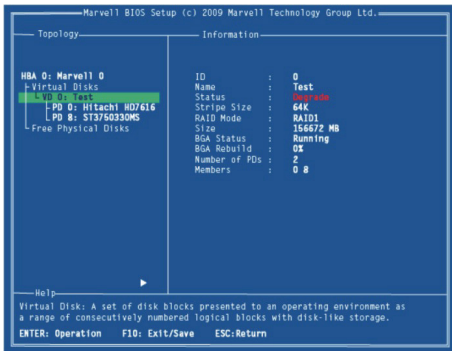 Marvell BIOS Setup (c) 2009 Marvell Technology Group Ltd.
Topology
HBA 0: Marvell 0
Virtual Disks
VD 0: Test
PD 0: Hitachi HD7616
PD 8: ST3750330MS
Free Physical Disks
Information
ID : 0
Name : Test
Status : Degrade
Stripe Size : 64K
RAID Mode : RAID1
Size : 156672 MB
BGA Status : Running
BGA Rebuild : 0%
Number of PDs : 2
Members : 0 8
Help
Virtual Disk: A set of disk blocks presented to an operating environment as
a range of consecutively numbered logical blocks with disk-like storage.
ENTER: Operation F10: Exit/Save ESC:Return